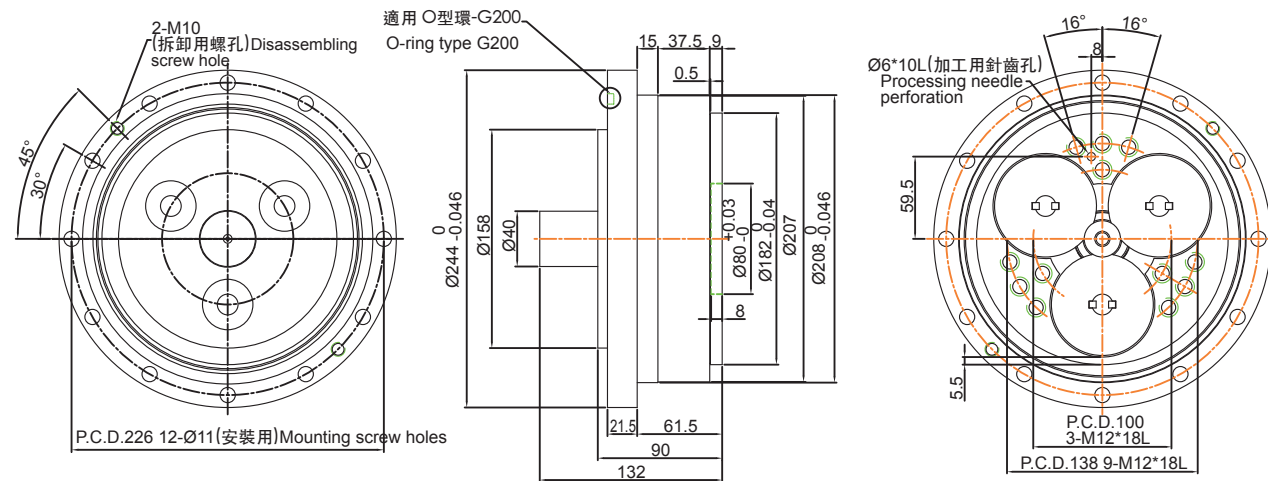 2-M10
(拆卸用螺孔)Disassembling
screw hole
45°
30°
P.C.D.226 12-Ø11(安裝用)Mounting screw holes
適用 O型環-G200
O-ring type G200
15
37.5
9
0.5
Ø244 0 -0.046
Ø158
Ø40
Ø80 +0.03 -0
Ø182 0 -0.04
Ø207
Ø208 0 -0.046
8
21.5
61.5
90
132
16°
16°
8
Ø6*10L(加工用針齒孔)
Processing needle
perforation
59.5
5.5
P.C.D.100
3-M12*18L
P.C.D.138 9-M12*18L